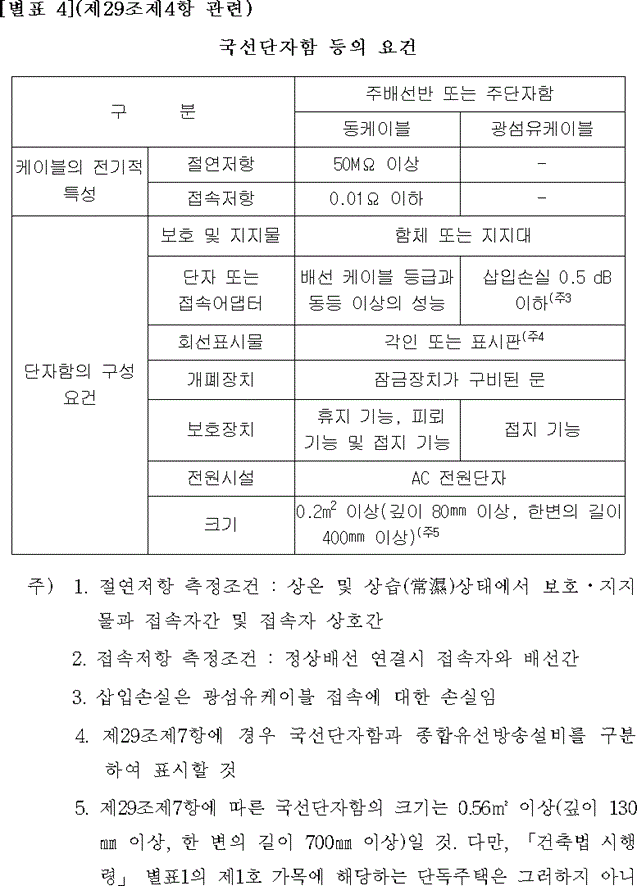 [별표 4](제29조제4항 관련)
국선단자함 등의 요건
구 분
주배선반 또는 주단자함
동케이블
광섬유케이블
케이블의 전기적
특성
절연저항
50MΩ 이상
-
접속저항
0.01Ω 이하
-
단자함의 구성
요건
보호 및 지지물
함체 또는 지지대
단자 또는
접속어댑터
배선 케이블 등급과
동등 이상의 성능
삽입손실 0.5 dB
이하(주3
회선표시물
각인 또는 표시판(주4
개폐장치
잠금장치가 구비된 문
보호장치
휴지 기능, 피뢰
기능 및 접지 기능
접지 기능
전원시설
AC 전원단자
크기
0.2㎡ 이상(깊이 80㎜ 이상, 한변의 길이
400㎜ 이상)(주5
주) 1. 절연저항 측정조건 : 상온 및 상습(常濕)상태에서 보호·지지
물과 접속자간 및 접속자 상호간
2. 접속저항 측정조건 : 정상배선 연결시 접속자와 배선간
3. 삽입손실은 광섬유케이블 접속에 대한 손실임
4. 제29조제7항에 경우 국선단자함과 종합유선방송설비를 구분
하여 표시할 것
5. 제29조제7항에 따른 국선단자함의 크기는 0.56㎡ 이상(깊이 130
㎜ 이상, 한 변의 길이 700㎜ 이상)일 것. 다만, 「건축법 시행
령」 별표1의 제1호 가목에 해당하는 단독주택은 그러하지 아니